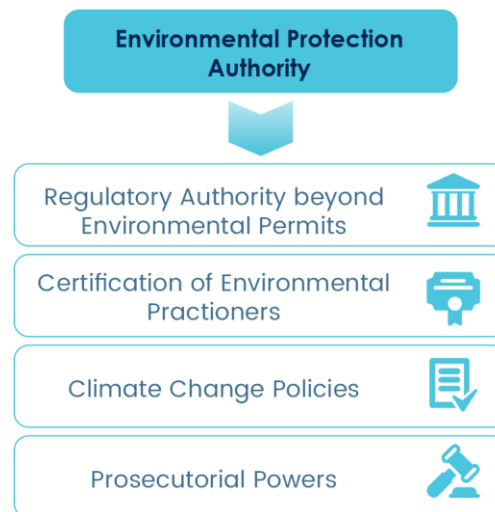 Environmental Protection
Authority
Regulatory Authority beyond
Environmental Permits
Certification of Environmental
Practioners
Climate Change Policies
Prosecutorial Powers